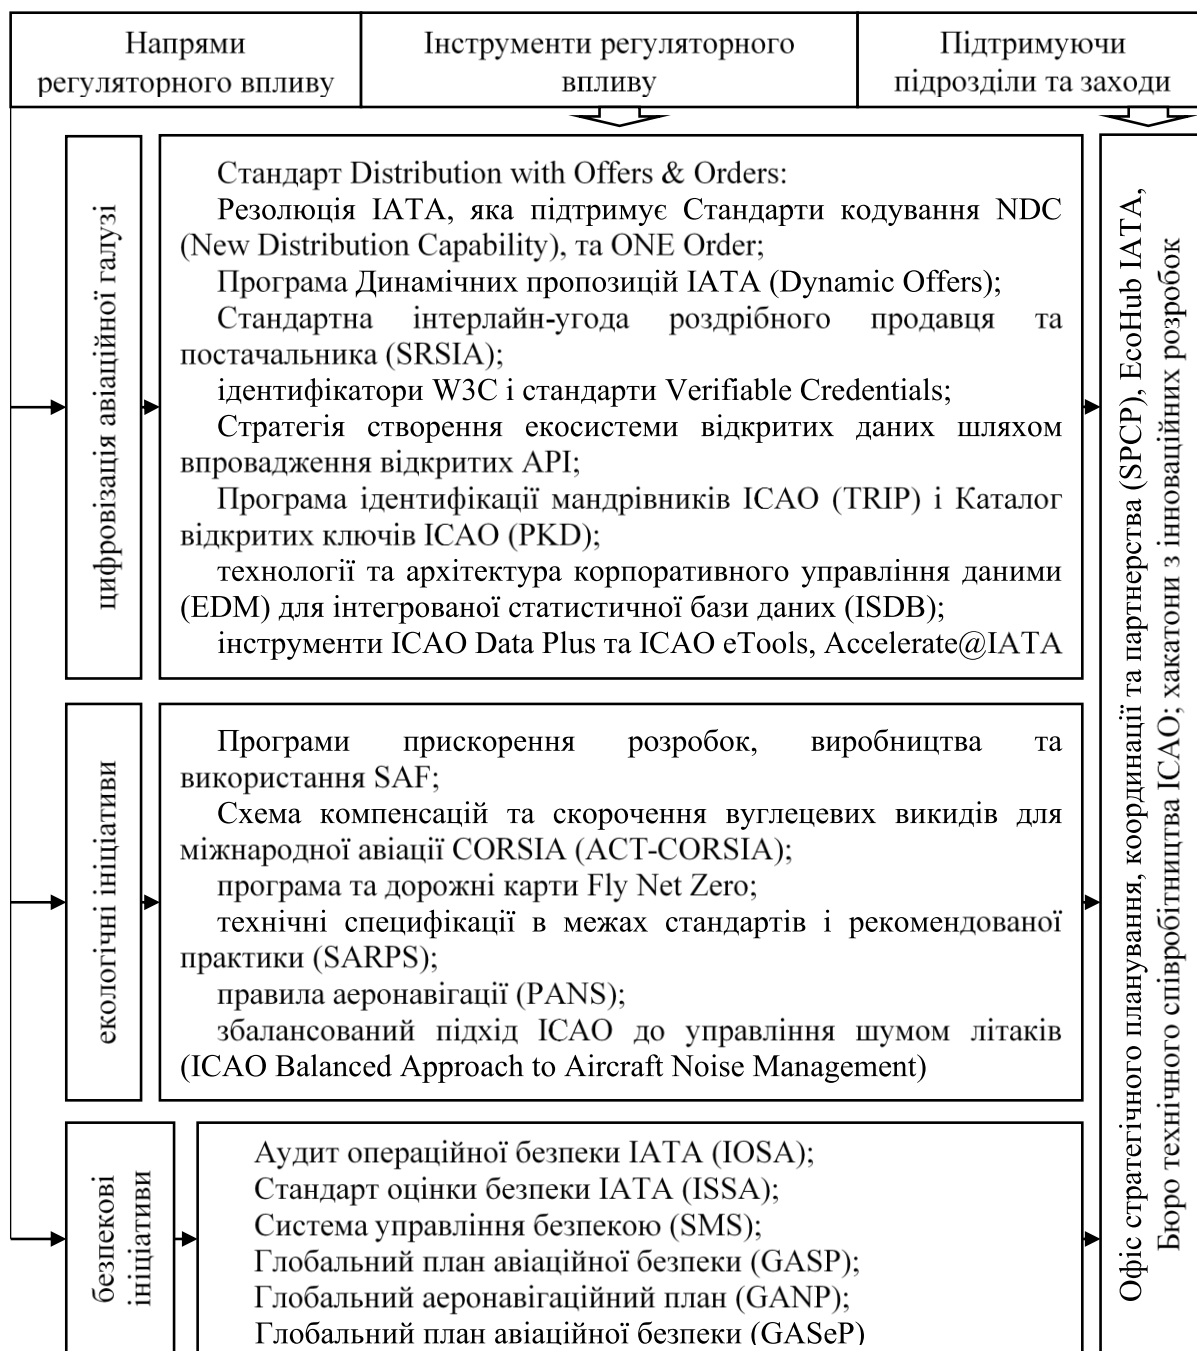 Напрями
регуляторного впливу
Інструменти регуляторного
впливу
Підтримуючи
підрозділи та заходи
цифровізація авіаційної галузі
Стандарт Distribution with Offers & Orders:
Резолюція IATA, яка підтримує Стандарти кодування NDC
(New Distribution Capability), та ONE Order;
Програма Динамічних пропозицій IATA (Dynamic Offers);
Стандартна інтерлайн-угода роздрібного продавця та
постачальника (SRSIA);
ідентифікатори W3C і стандарти Verifiable Credentials;
Стратегія створення екосистеми відкритих даних шляхом
впровадження відкритих API;
Програма ідентифікації мандрівників ICAO (TRIP) і Каталог
відкритих ключів ICAO (PKD);
технології та архітектура корпоративного управління даними
(EDM) для інтегрованої статистичної бази даних (ISDB);
інструменти ICAO Data Plus та ICAO eTools, Accelerate@IATA
екологічні ініціативи
Програми прискорення розробок, виробництва та
використання SAF;
Схема компенсацій та скорочення вуглецевих викидів для
міжнародної авіації CORSIA (ACT-CORSIA);
програма та дорожні карти Fly Net Zero;
технічні специфікації в межах стандартів і рекомендованої
практики (SARPS);
правила аеронавігації (PANS);
збалансований підхід ICAO до управління шумом літаків
(ICAO Balanced Approach to Aircraft Noise Management)
безпекові
ініціативи
Аудит операційної безпеки IATA (IOSA);
Стандарт оцінки безпеки IATA (ISSA);
Система управління безпекою (SMS);
Глобальний план авіаційної безпеки (GASP);
Глобальний аеронавігаційний план (GANP);
Глобальний план авіаційної безпеки (GASeP)
Офіс стратегічного планування, координації та партнерства (SPCP), EcoHub IATA,
Бюро технічного співробітництва ICAO; хакатони з інноваційних розробок